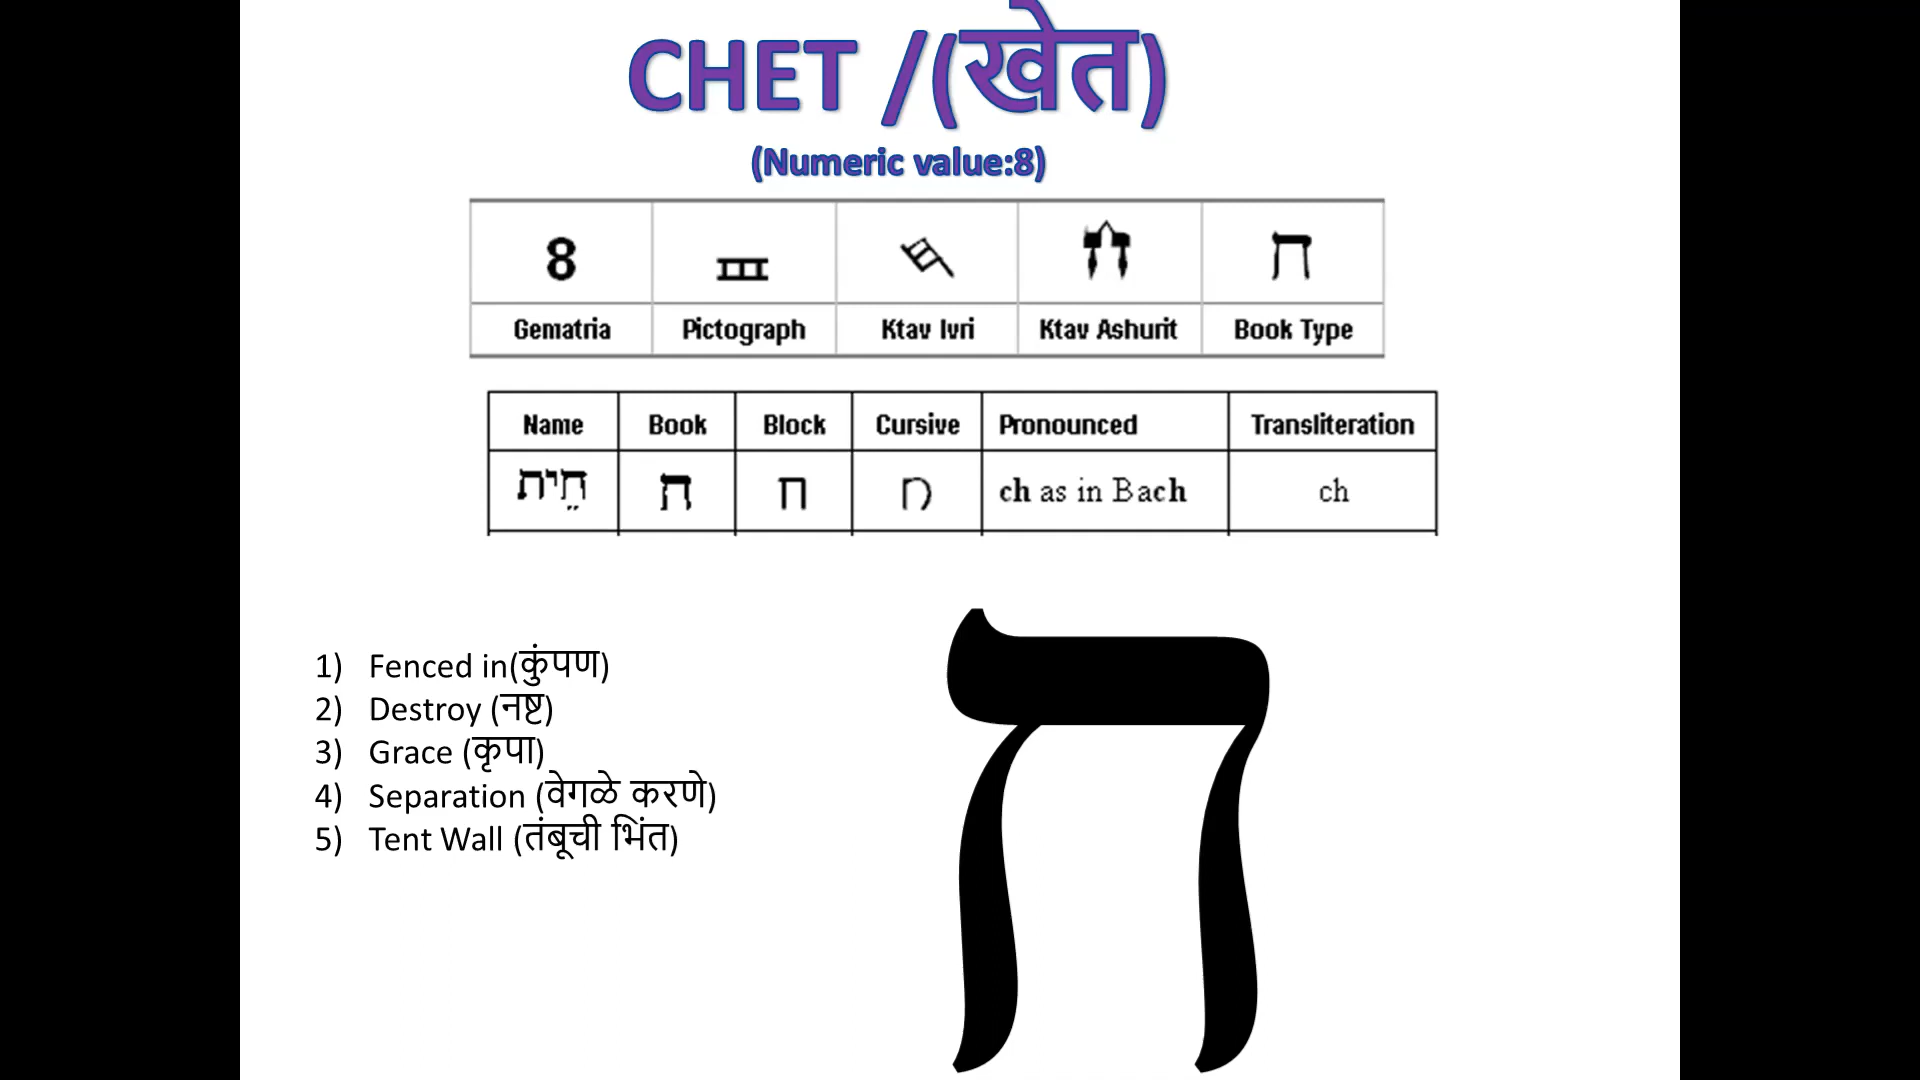 CHET /(खेत)
(Numeric value:8)
8 ח ח
Gematria Pictograph Ktav Ivri Ktav Ashurit Book Type
Name Book Block Cursive Pronounced Transliteration
חֵית ח ח ח ch as in Bach ch
1) Fenced in(कुंपण)
2) Destroy (नष्ट)
3) Grace (कृपा)
4) Separation (वेगळे करणे)
5) Tent Wall (तंबूची भिंत)
ח